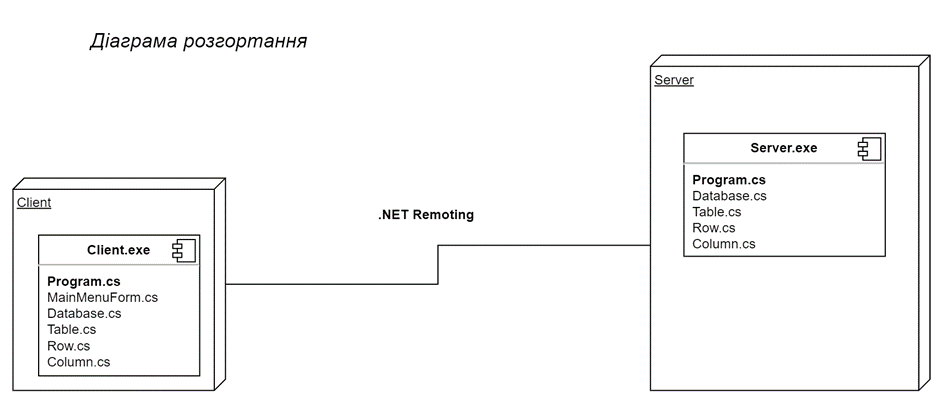 Діаграма розгортання
Server
Server.exe
Program.cs
Database.cs
Table.cs
Row.cs
Column.cs
.NET Remoting
Client
Client.exe
Program.cs
MainMenuForm.cs
Database.cs
Table.cs
Row.cs
Column.cs